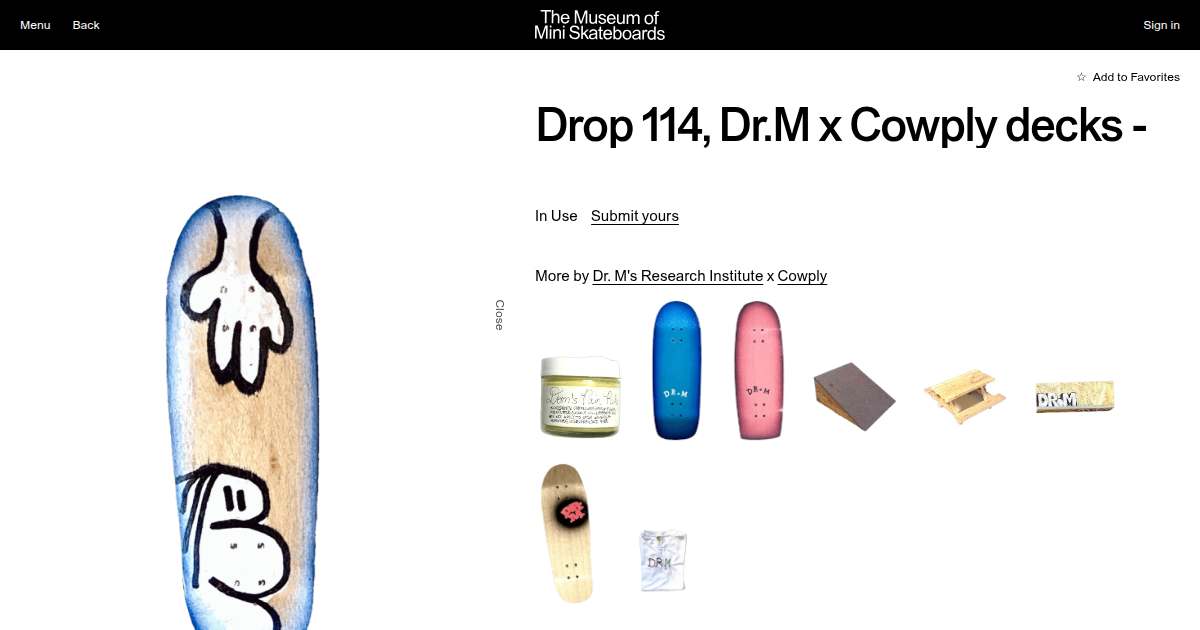 Menu
Back
The Museum of
Mini Skateboards
Sign in
☆ Add to Favorites
Drop 114, Dr.M x Cowply decks -
In Use
Submit yours
More by Dr. M's Research Institute x Cowply
Close
DR•M
DR•M
DR.M
DRM